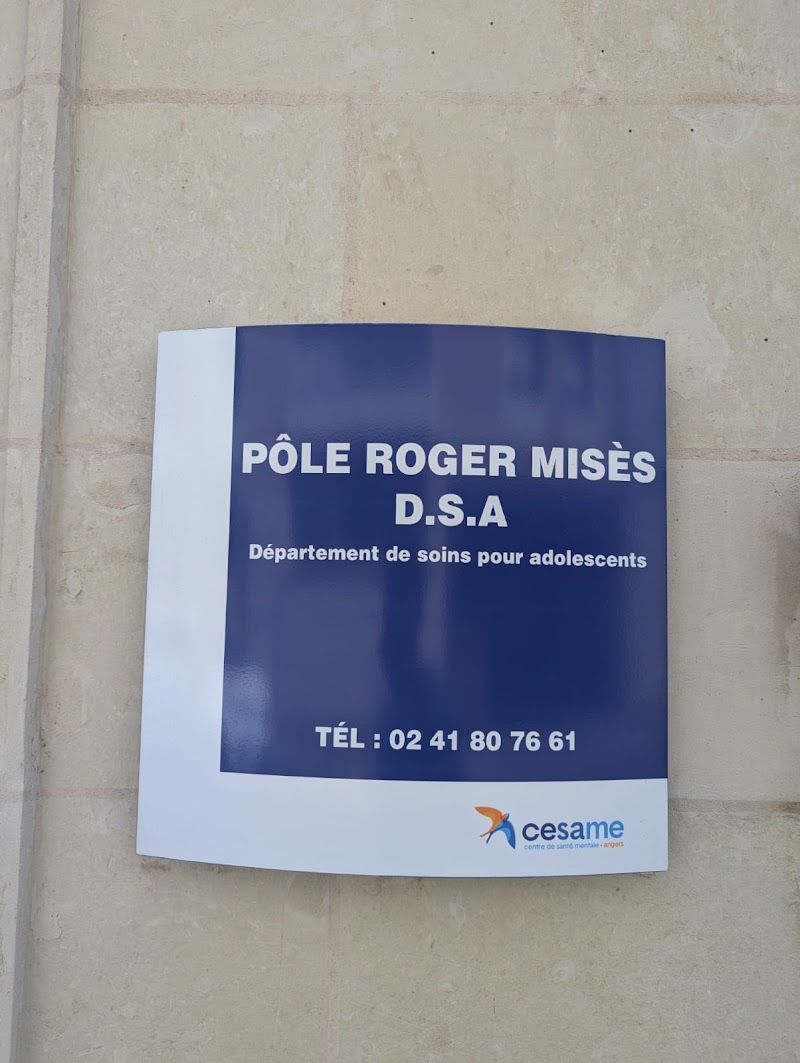 PÔLE ROGER MISÈS
D.S.A
Département de soins pour adolescents
TÉL : 02 41 80 76 61
cesame
centre de santé mentale • angers